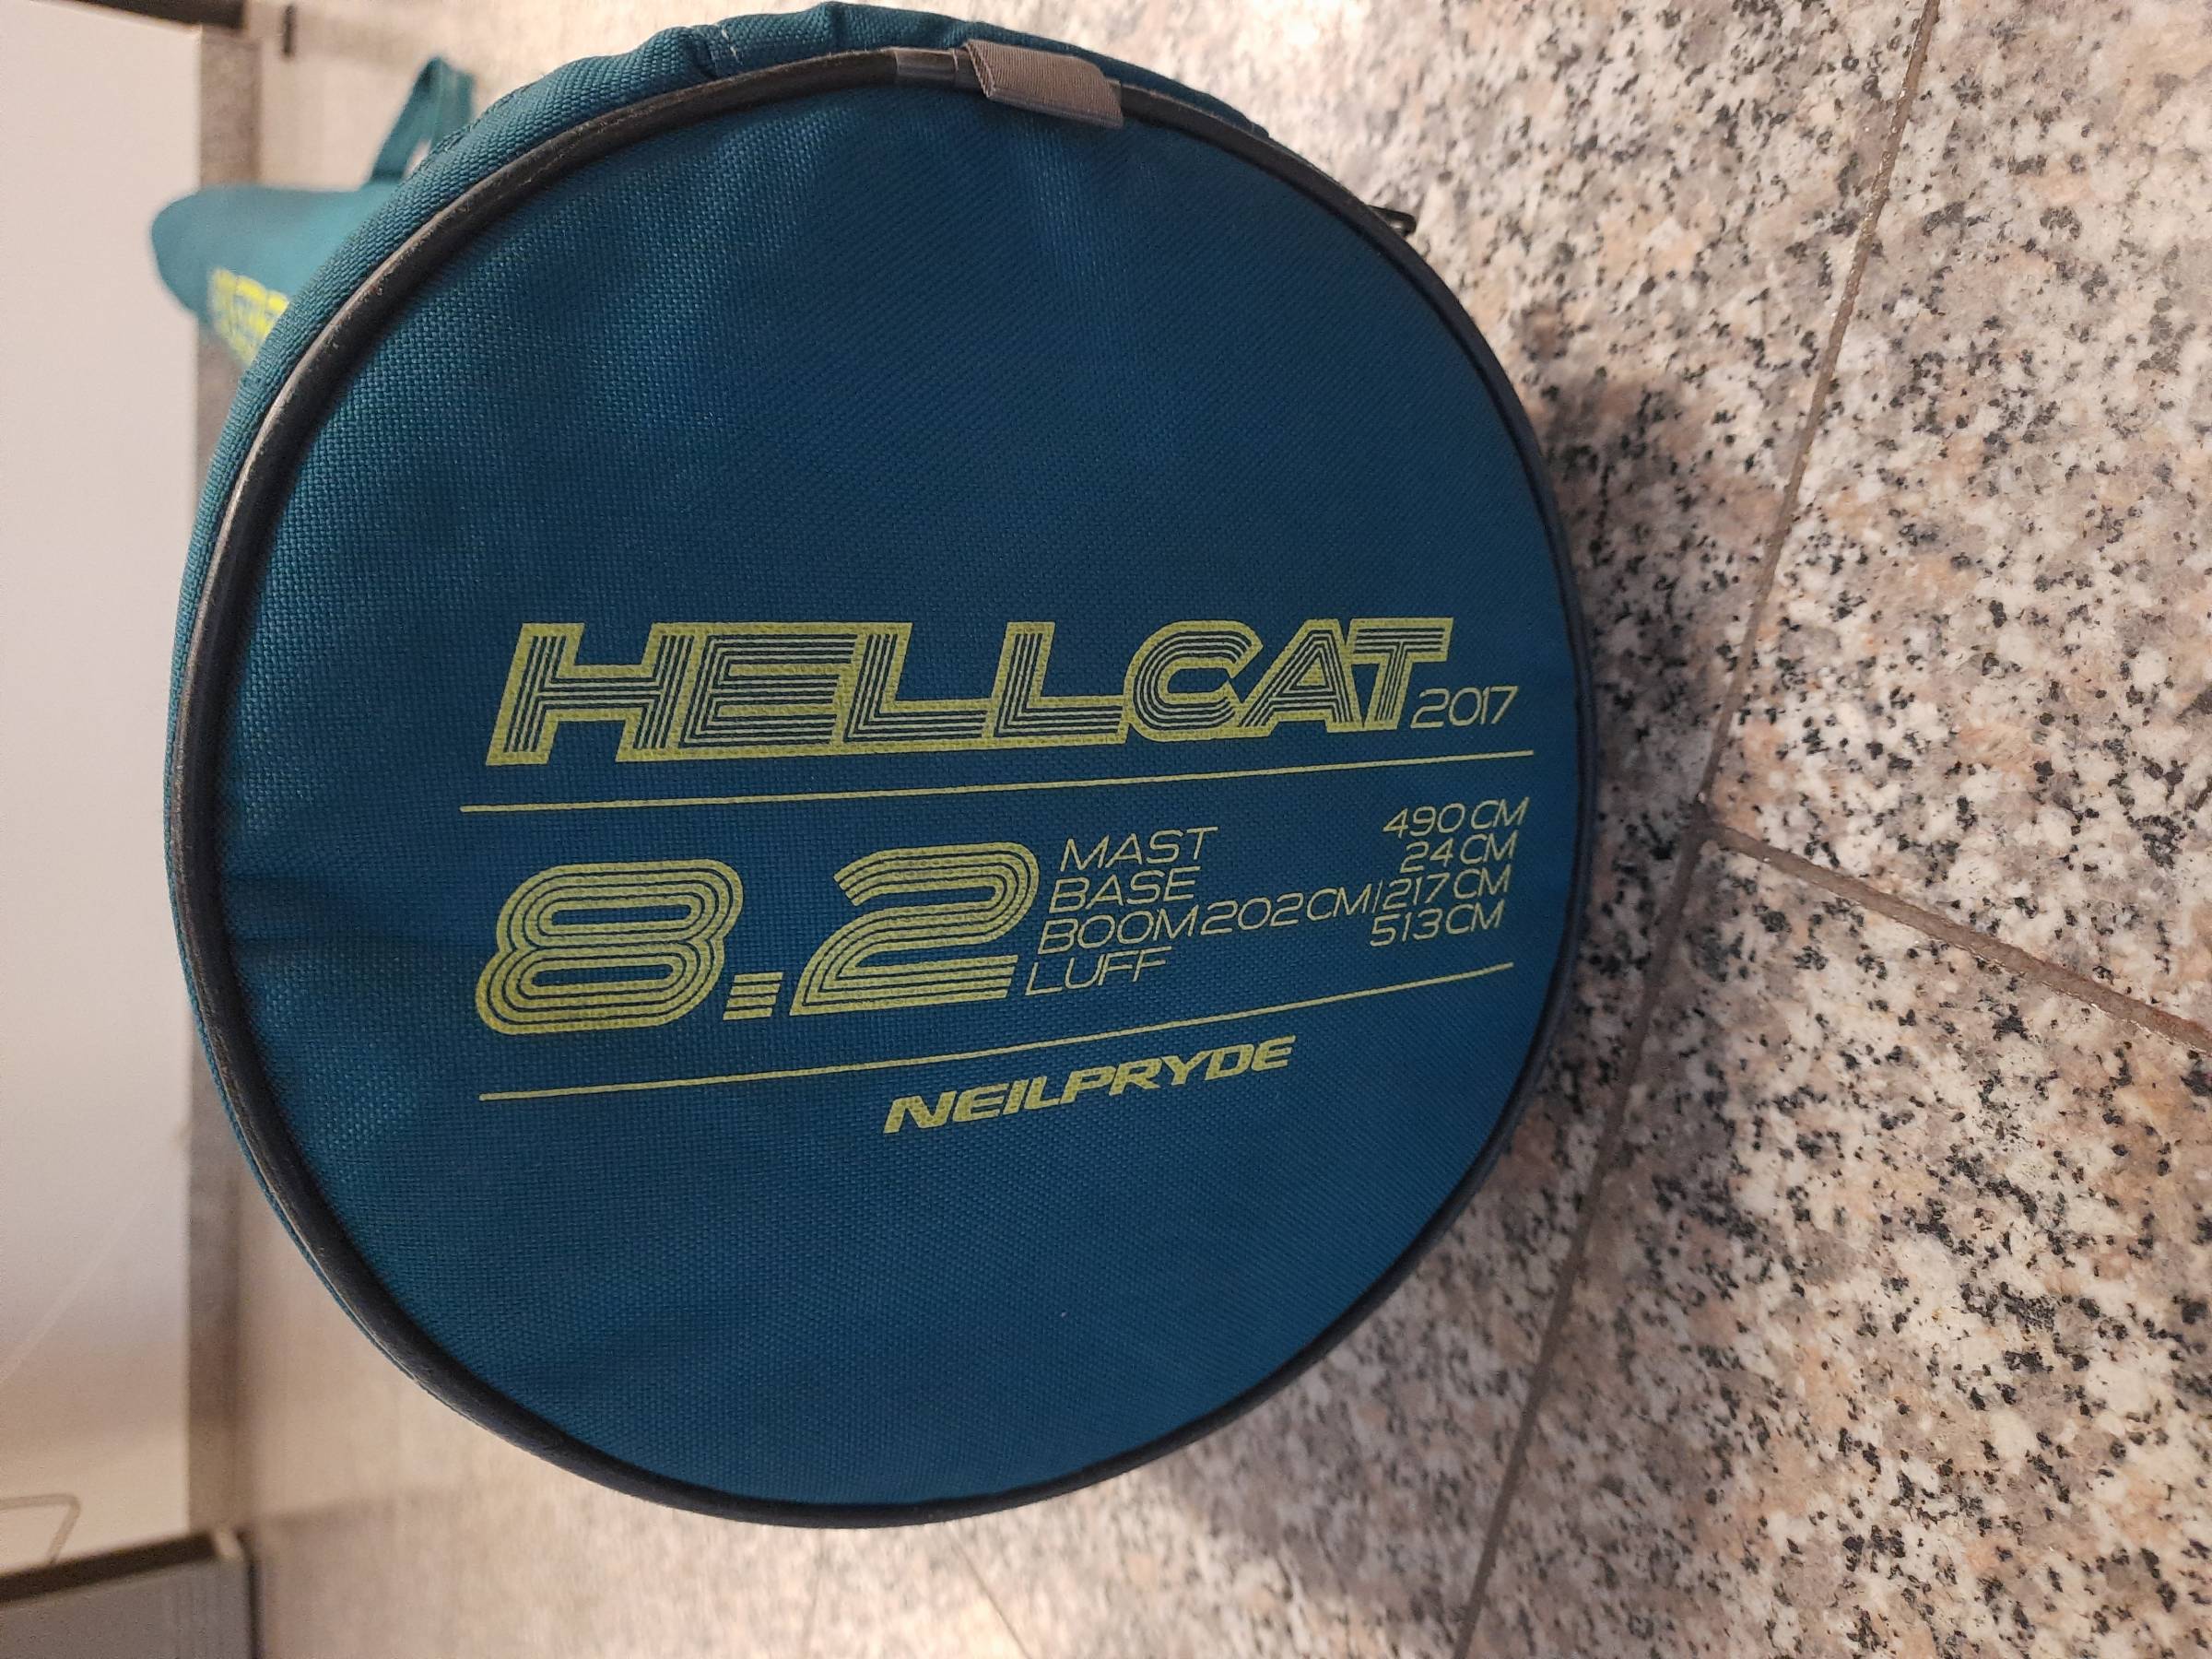 HELLCAT 2017
8.2
MAST 490 CM
BASE 24 CM
BOOM 202 CM|217 CM
LUFF 513 CM
NEILPRYDE